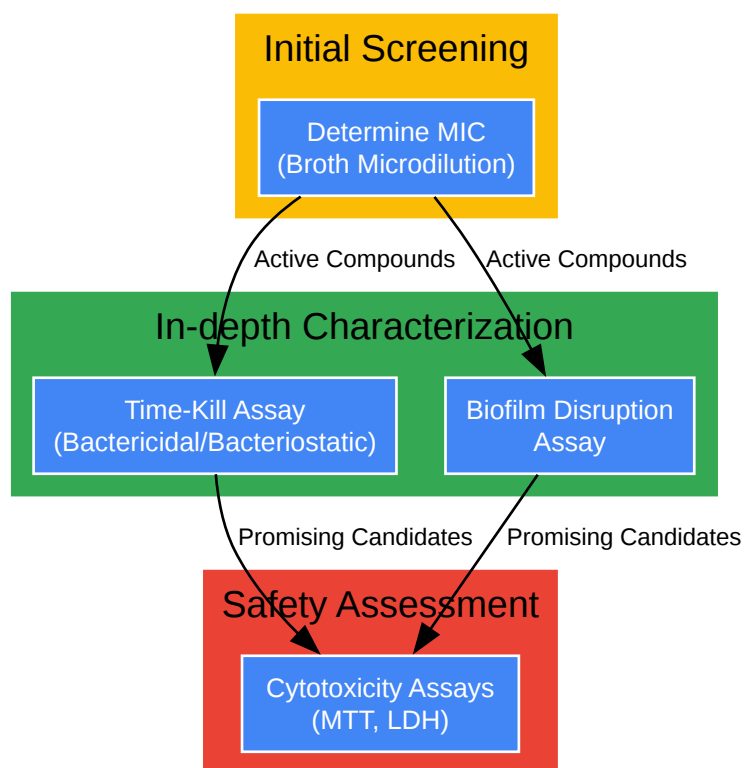 Initial Screening
Determine MIC
(Broth Microdilution)
Active Compounds
Active Compounds
In-depth Characterization
Time-Kill Assay
(Bactericidal/Bacteriostatic)
Biofilm Disruption
Assay
Promising Candidates
Promising Candidates
Safety Assessment
Cytotoxicity Assays
(MTT, LDH)